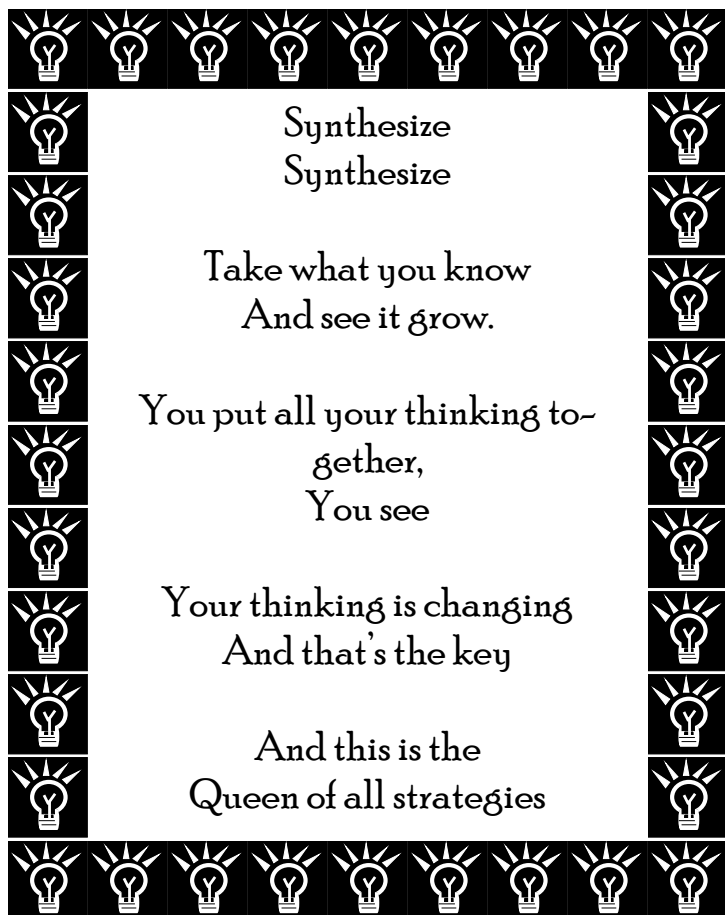 Synthesize
Synthesize
Take what you know
And see it grow.
You put all your thinking to-
gether,
You see
Your thinking is changing
And that's the key
And this is the
Queen of all strategies